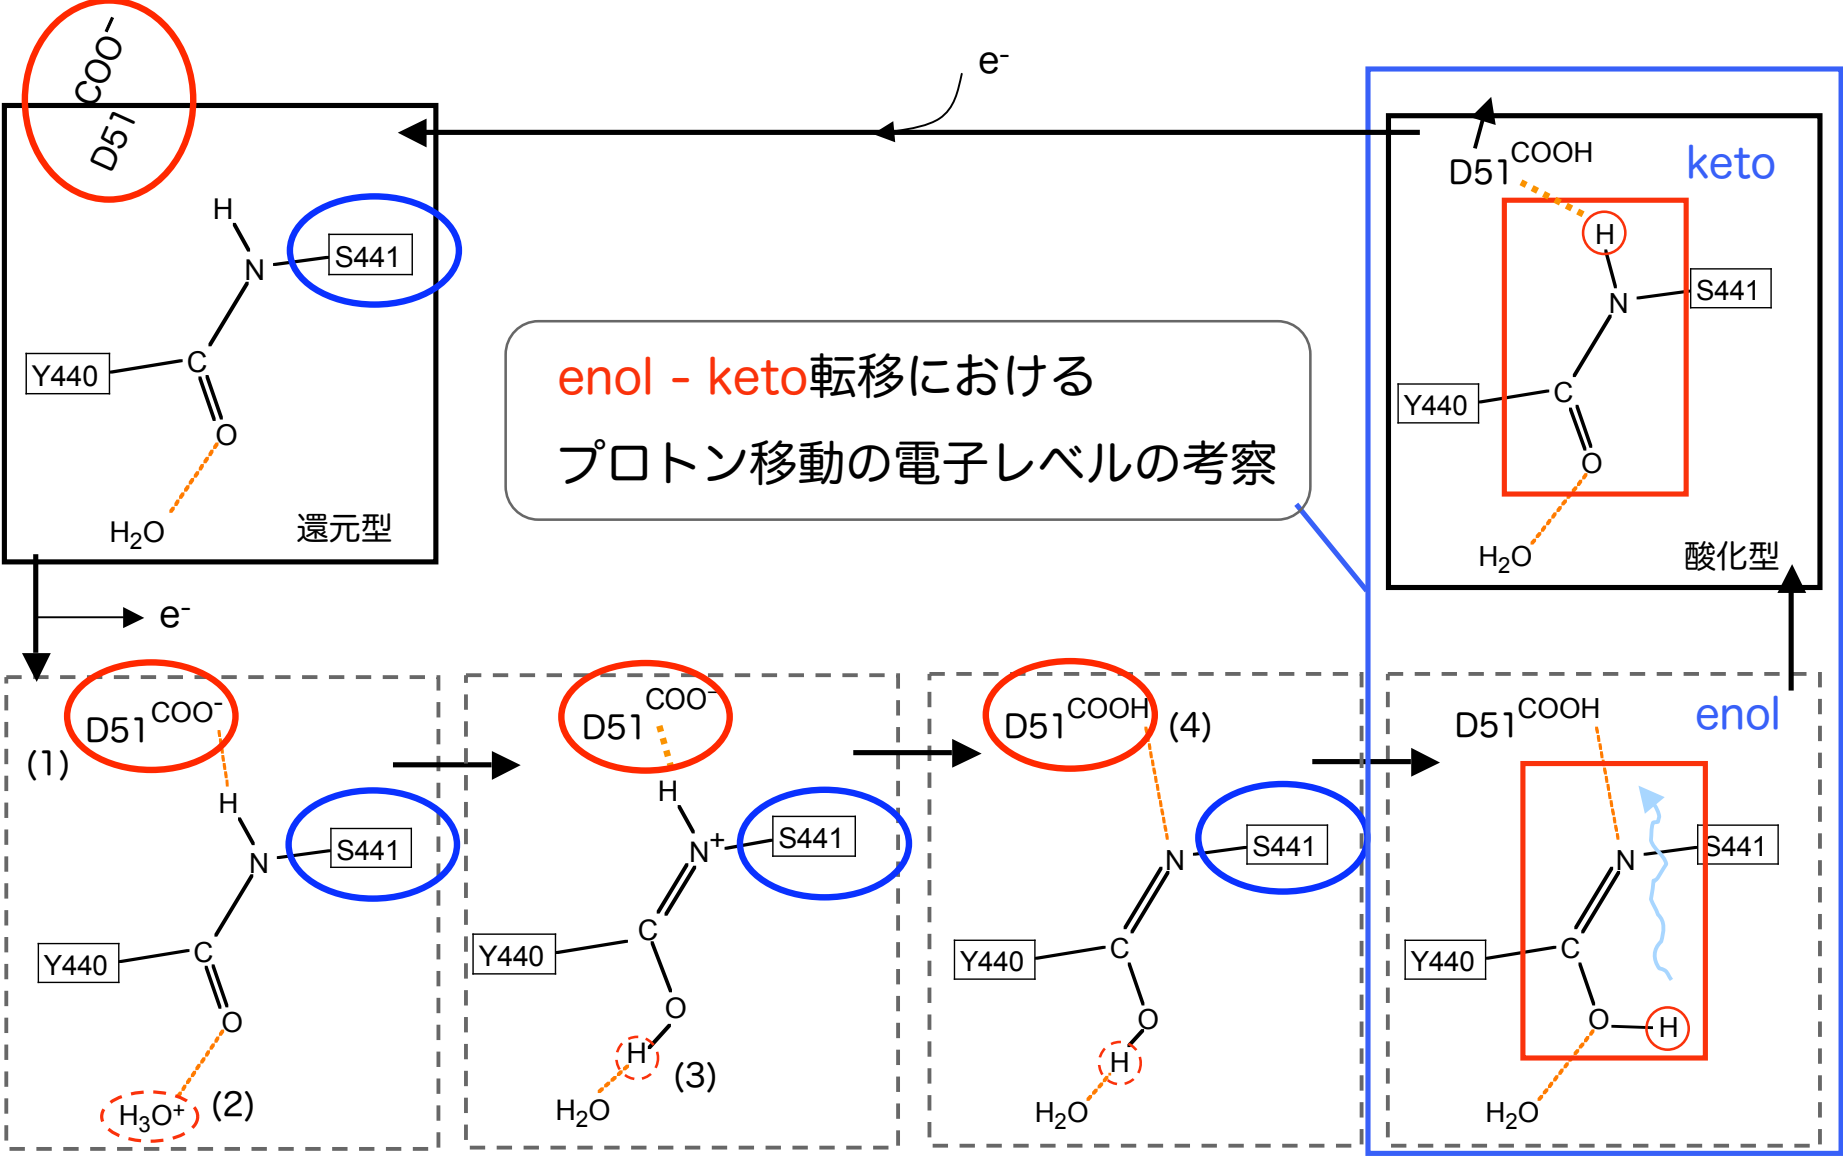 COO⁻
D51
H
N
S441
Y440
C
O
H₂O
還元型
e⁻
enol - keto転移における
プロトン移動の電子レベルの考察
keto
D51 COOH
H
N
S441
Y440
C
O
H₂O
酸化型
e⁻
(1)
D51 COO⁻
H
N
S441
Y440
C
O
H₃O⁺
(2)
D51 COO⁻
H
N⁺
S441
Y440
C
O
H
(3)
H₂O
D51 COOH
(4)
N
S441
Y440
C
O
H
H₂O
enol
D51 COOH
N
S441
Y440
C
O
H
H₂O